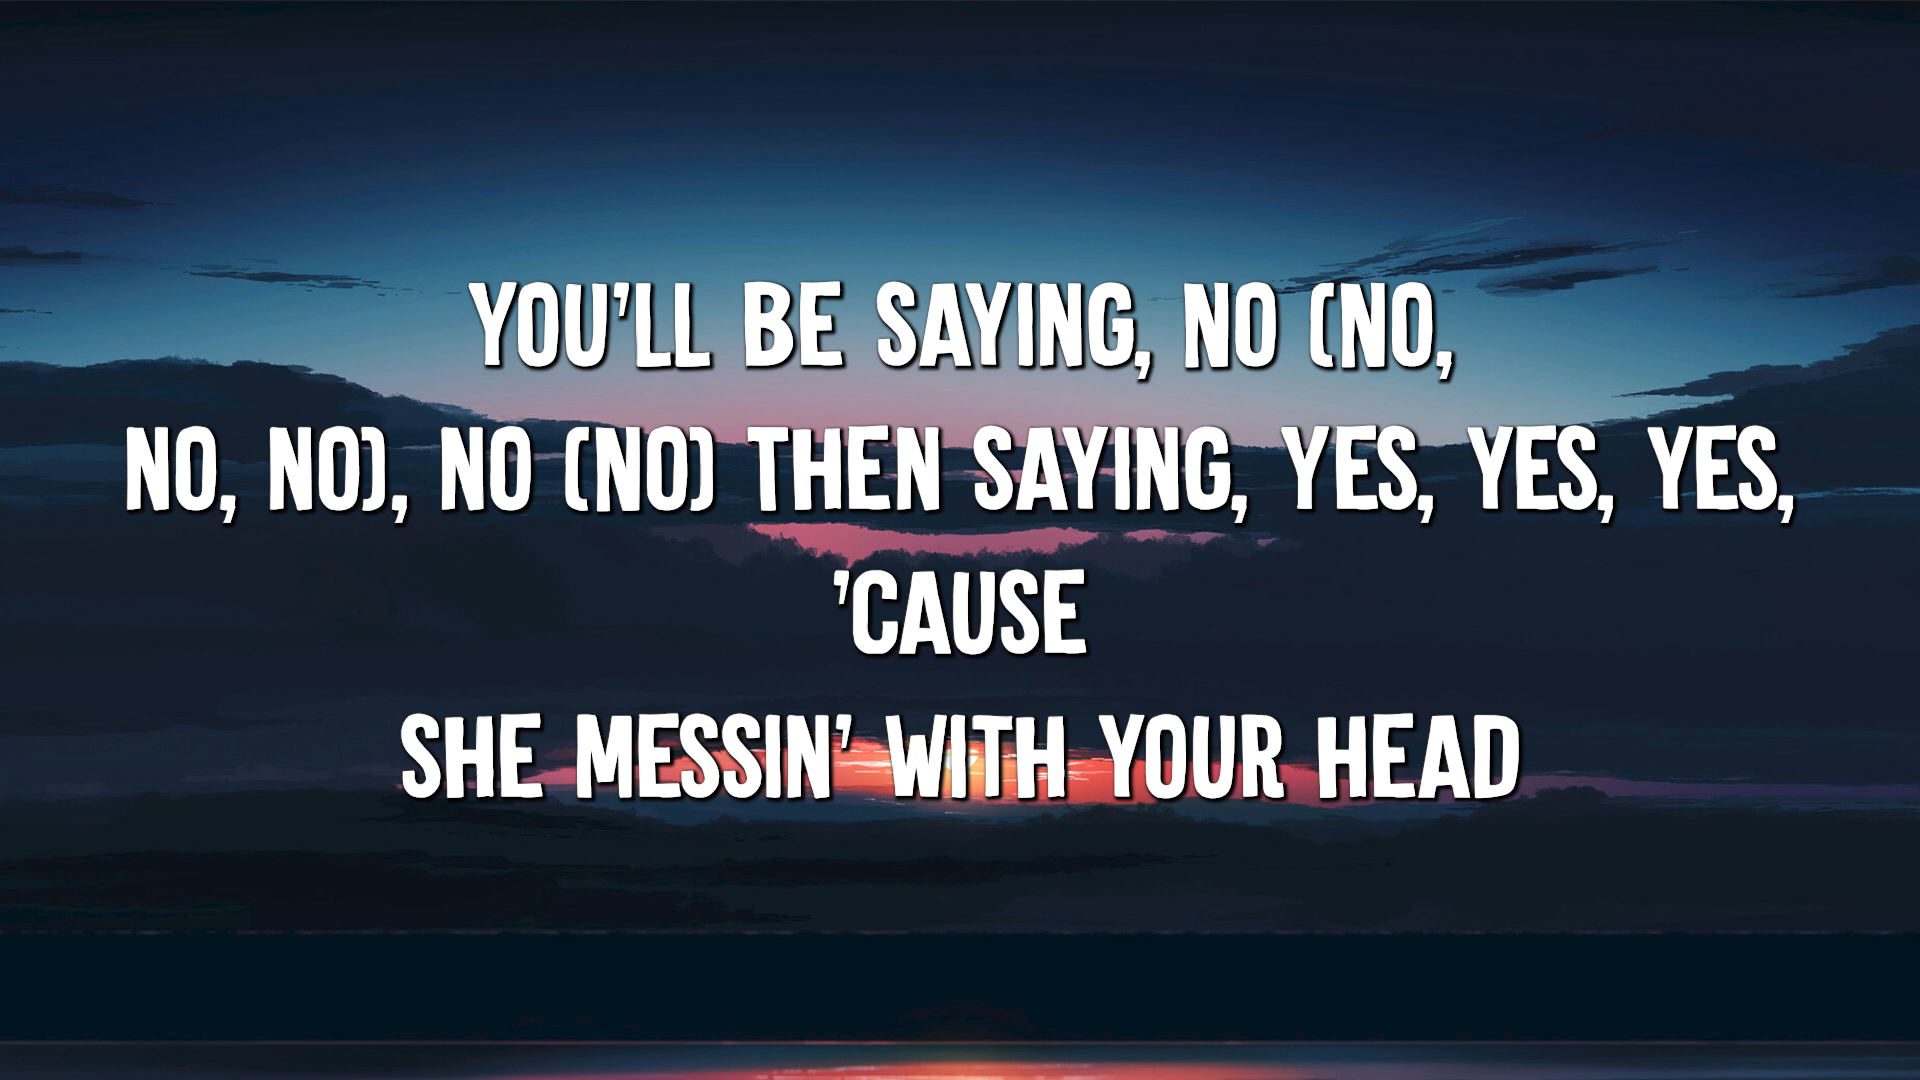 YOU'LL BE SAYING, NO (NO,
NO, NO), NO (NO) THEN SAYING, YES, YES, YES,
'CAUSE
SHE MESSIN' WITH YOUR HEAD